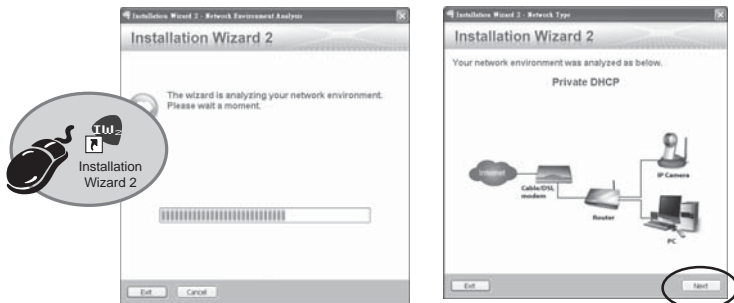 Installation Wizard 2 - Network Environment Analysis
Installation Wizard 2
The wizard is analyzing your network environment.
Please wait a moment.
IW2
Installation
Wizard 2
Exit
Cancel
Installation Wizard 2 - Network Type
Installation Wizard 2
Your network environment was analyzed as below.
Private DHCP
Internet
Cable/DSL
modem
Router
IP Camera
PC
Exit
Next